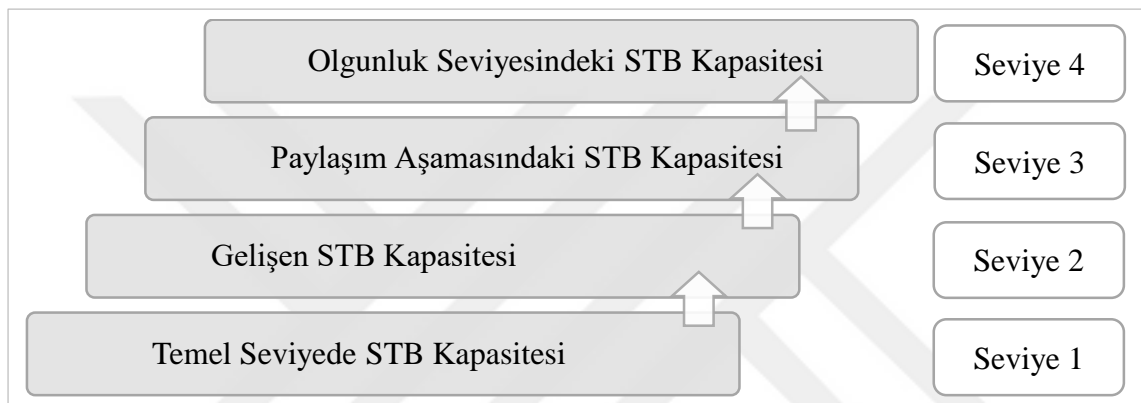 Olgunluk Seviyesindeki STB Kapasitesi
Seviye 4
Paylaşım Aşamasındaki STB Kapasitesi
Seviye 3
Gelişen STB Kapasitesi
Seviye 2
Temel Seviyede STB Kapasitesi
Seviye 1